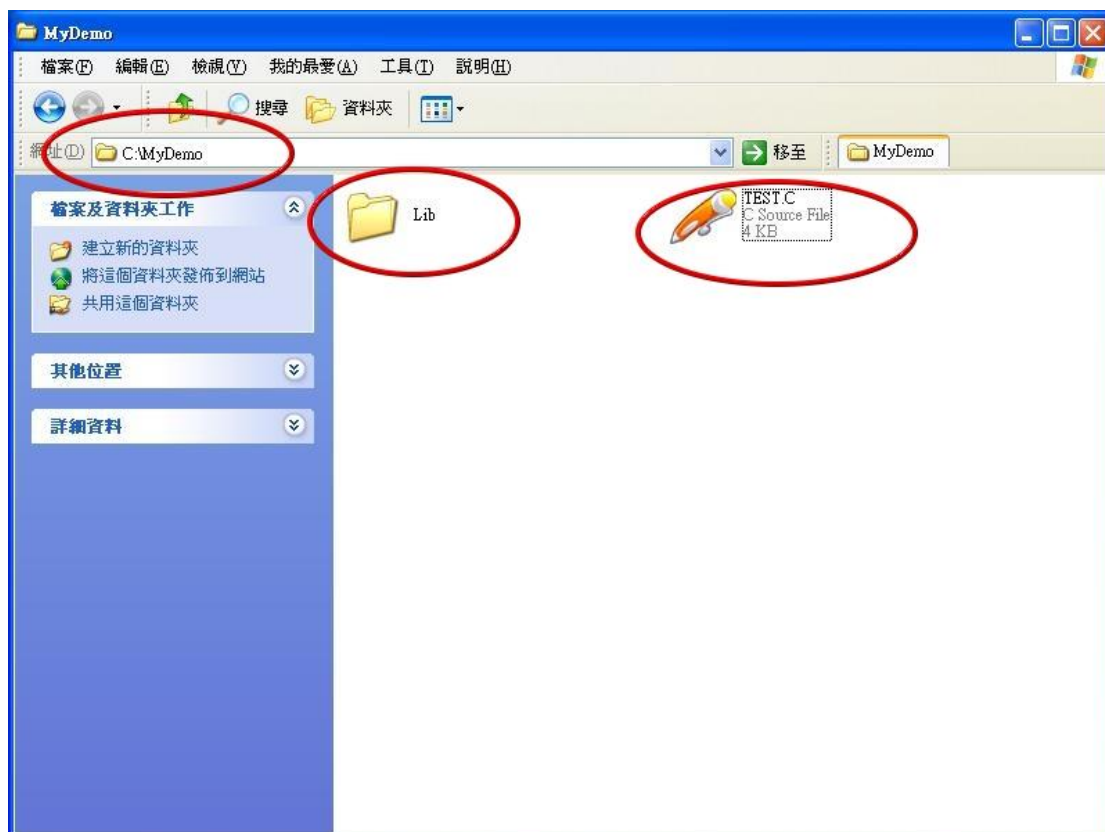 MyDemo
檔案(F) 編輯(E) 檢視(V) 我的最愛(A) 工具(T) 說明(H)
搜尋 資料夾
網址(D) C:\MyDemo 移至 MyDemo
檔案及資料夾工作
建立新的資料夾
將這個資料夾發佈到網站
共用這個資料夾
其他位置
詳細資料
Lib
TEST.C
C Source File
4 KB